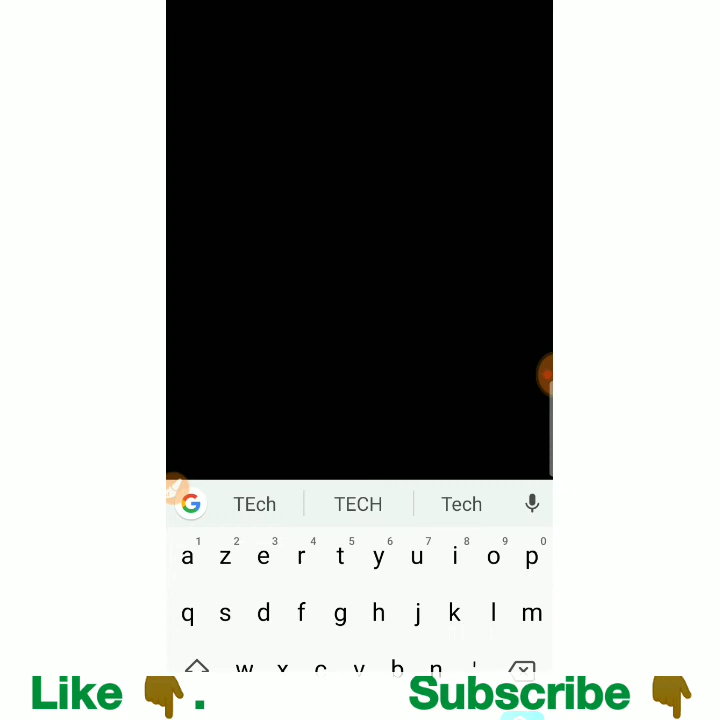 TEch TECH Tech
1 2 3 4 5 6 7 8 9 0
a z e r t y u i o p
q s d f g h j k l m
w x c v b n '
Like 👇. Subscribe 👇